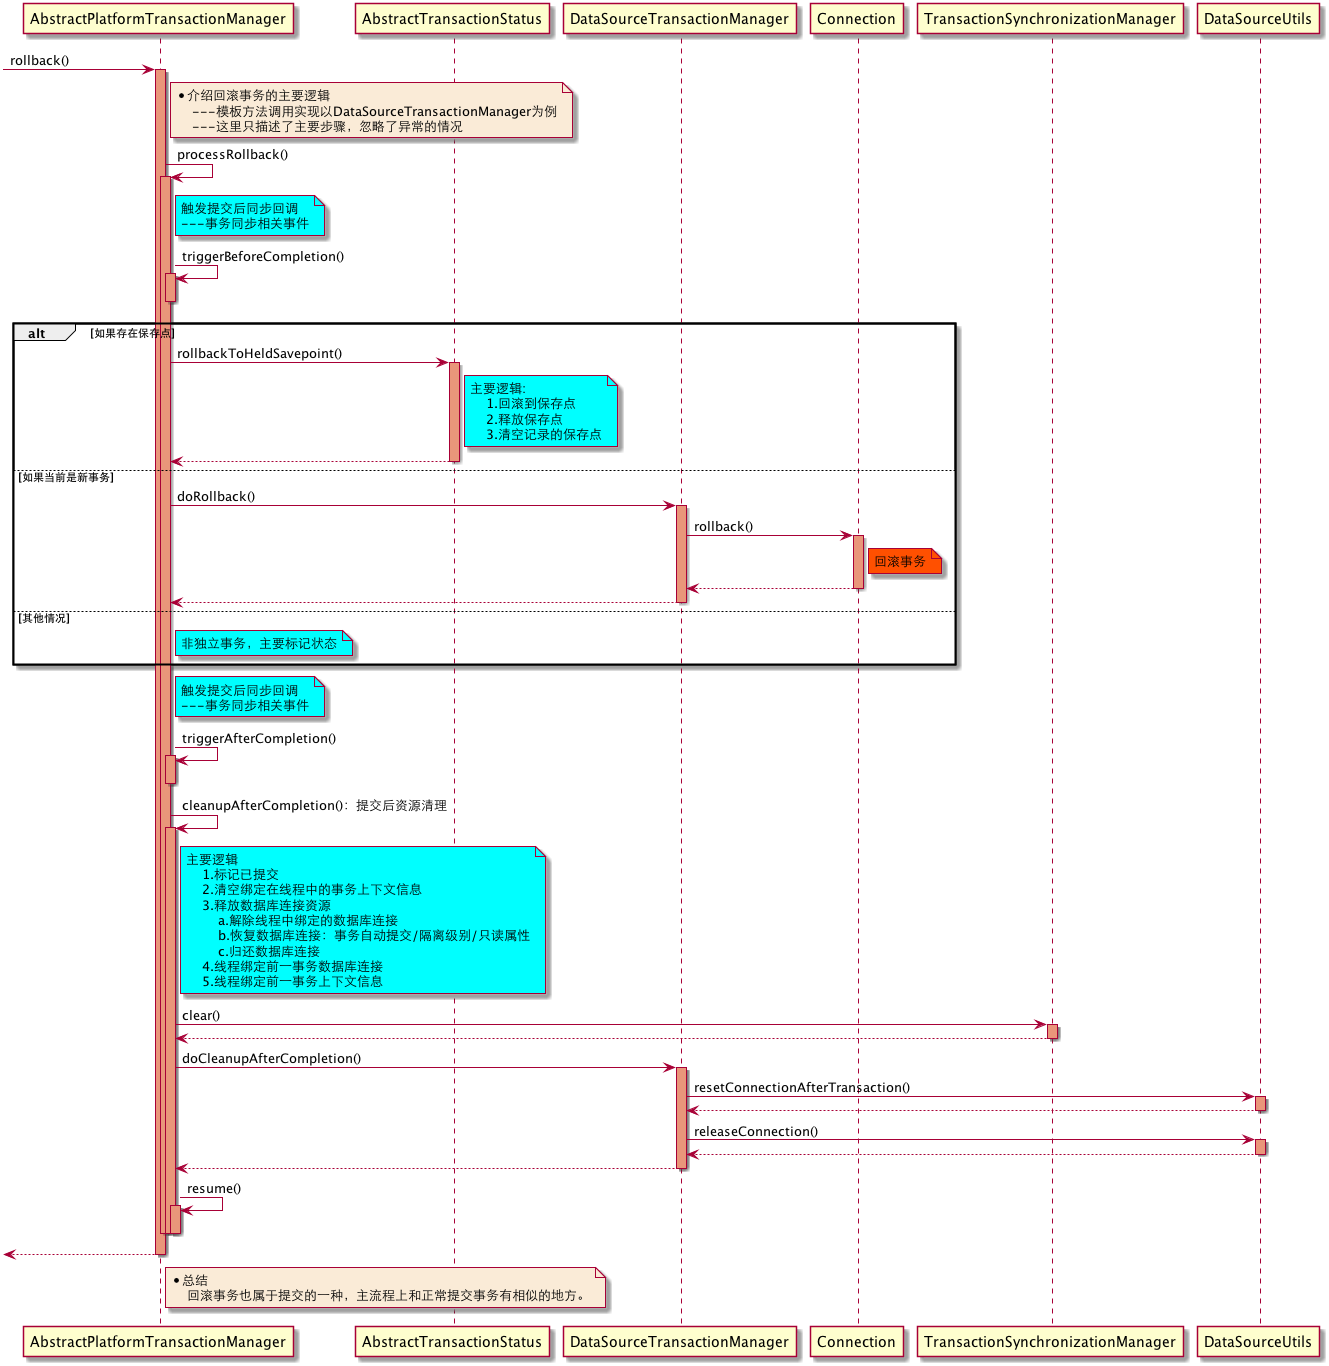 AbstractPlatformTransactionManager
AbstractTransactionStatus
DataSourceTransactionManager
Connection
TransactionSynchronizationManager
DataSourceUtils
rollback()
•介绍回滚事务的主要逻辑
---模板方法调用实现以DataSourceTransactionManager为例
---这里只描述了主要步骤，忽略了异常的情况
processRollback()
触发提交后同步回调
---事务同步相关事件
triggerBeforeCompletion()
alt
[如果存在保存点]
rollbackToHeldSavepoint()
主要逻辑:
1.回滚到保存点
2.释放保存点
3.清空记录的保存点
[如果当前是新事务]
doRollback()
rollback()
回滚事务
[其他情况]
非独立事务，主要标记状态
触发提交后同步回调
---事务同步相关事件
triggerAfterCompletion()
cleanupAfterCompletion()：提交后资源清理
主要逻辑
1.标记已提交
2.清空绑定在线程中的事务上下文信息
3.释放数据库连接资源
a.解除线程中绑定的数据库连接
b.恢复数据库连接：事务自动提交/隔离级别/只读属性
c.归还数据库连接
4.线程绑定前一事务数据库连接
5.线程绑定前一事务上下文信息
clear()
doCleanupAfterCompletion()
resetConnectionAfterTransaction()
releaseConnection()
resume()
•总结
回滚事务也属于提交的一种，主流程上和正常提交事务有相似的地方。
AbstractPlatformTransactionManager
AbstractTransactionStatus
DataSourceTransactionManager
Connection
TransactionSynchronizationManager
DataSourceUtils